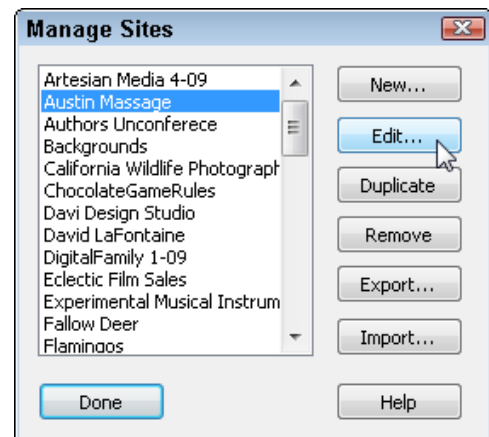 Manage Sites
Artesian Media 4-09
Austin Massage
Authors Unconferece
Backgrounds
California Wildlife Photograph
ChocolateGameRules
Davi Design Studio
David LaFontaine
DigitalFamily 1-09
Eclectic Film Sales
Experimental Musical Instrum
Fallow Deer
Flamingos
New...
Edit...
Duplicate
Remove
Export...
Import...
Done
Help